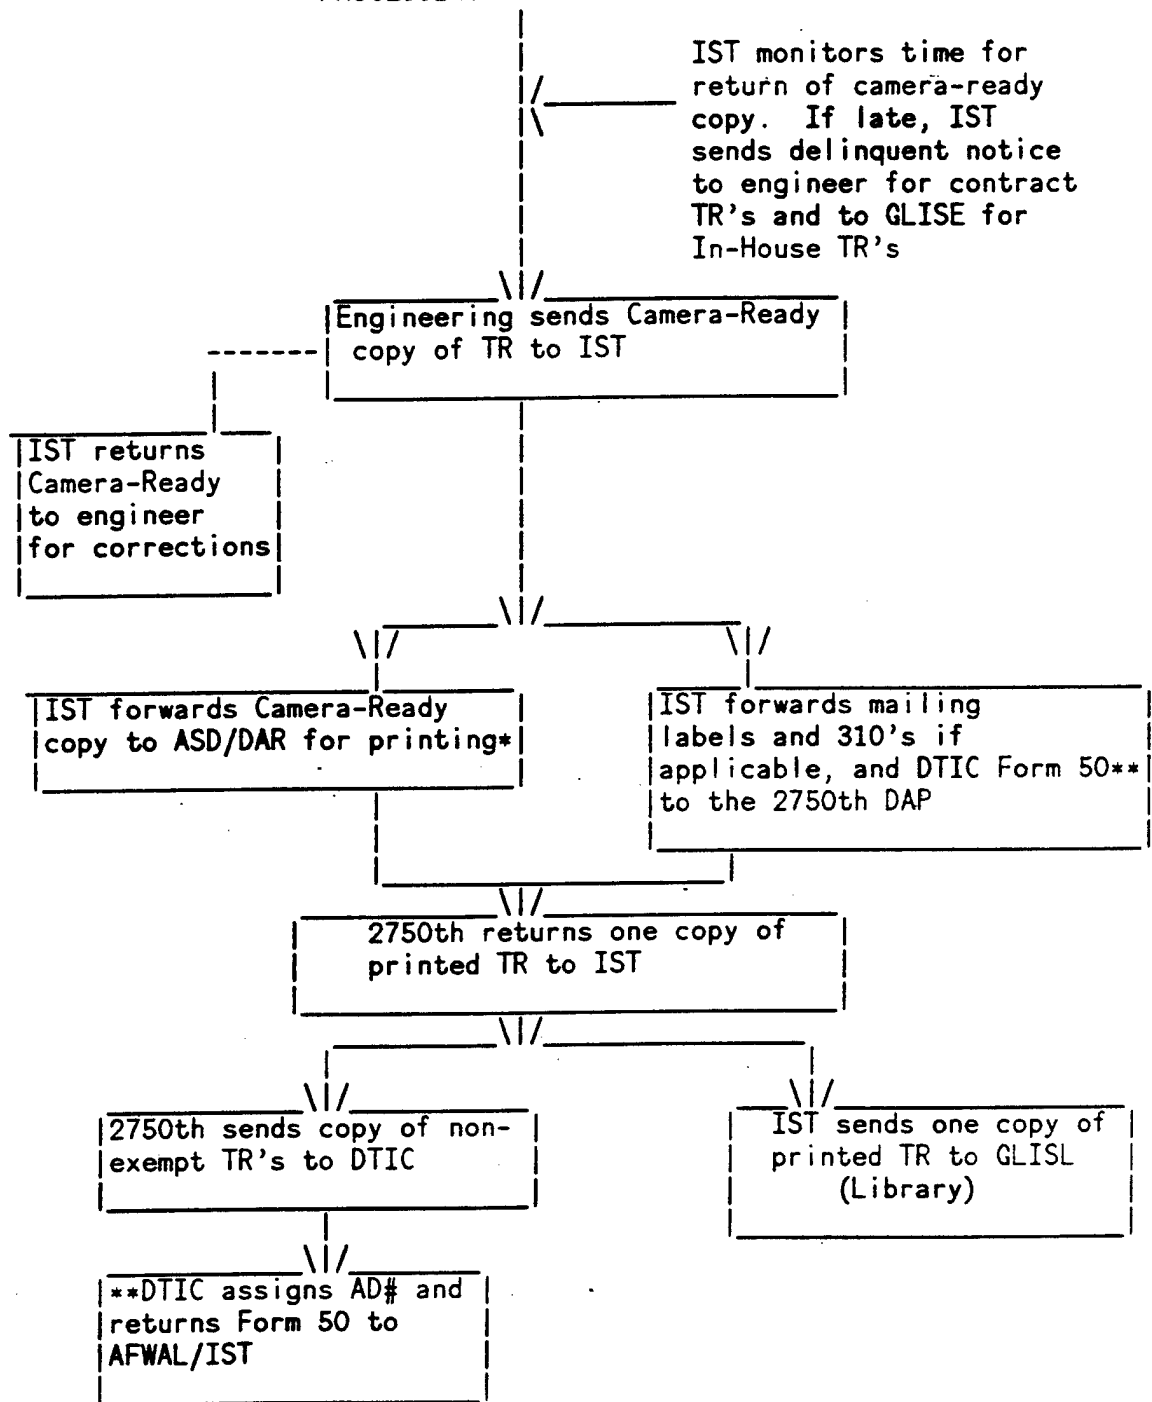 IST monitors time for
return of camera-ready
copy. If late, IST
sends delinquent notice
to engineer for contract
TR's and to GLISE for
In-House TR's
Engineering sends Camera-Ready
copy of TR to IST
IST returns
Camera-Ready
to engineer
for corrections
IST forwards Camera-Ready
copy to ASD/DAR for printing*
IST forwards mailing
labels and 310's if
applicable, and DTIC Form 50**
to the 2750th DAP
2750th returns one copy of
printed TR to IST
2750th sends copy of non-
exempt TR's to DTIC
IST sends one copy of
printed TR to GLISL
(Library)
**DTIC assigns AD# and
returns Form 50 to
AFWAL/IST